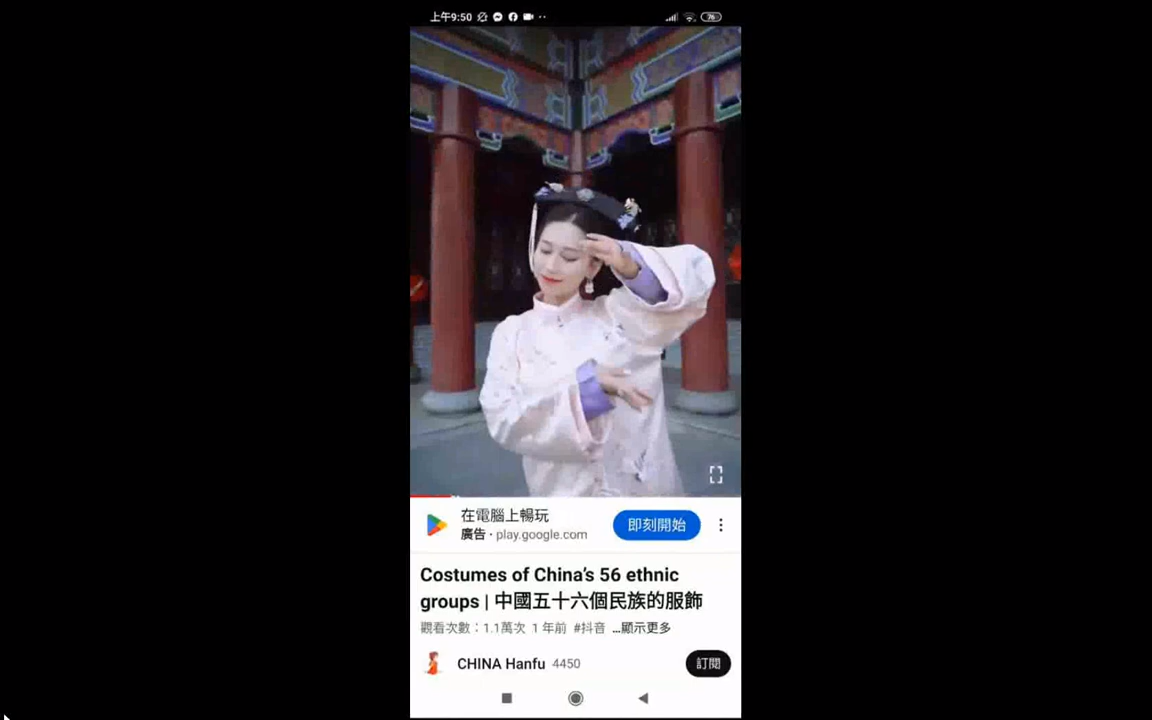 上午9:50
76
在電腦上暢玩
廣告 · play.google.com
即刻開始
Costumes of China's 56 ethnic
groups | 中國五十六個民族的服飾
觀看次數：1.1萬次 1 年前 #抖音 ...顯示更多
CHINA Hanfu 4450
訂閱